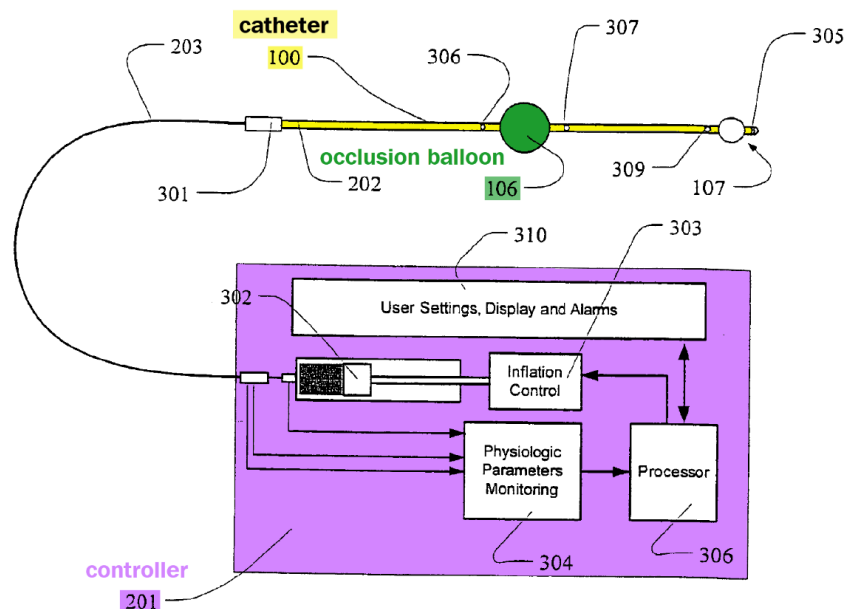 catheter
203
100
306
307
305
occlusion balloon
301
202
106
309
107
310
303
302
User Settings, Display and Alarms
Inflation
Control
Physiologic
Parameters
Monitoring
Processor
304
306
controller
201